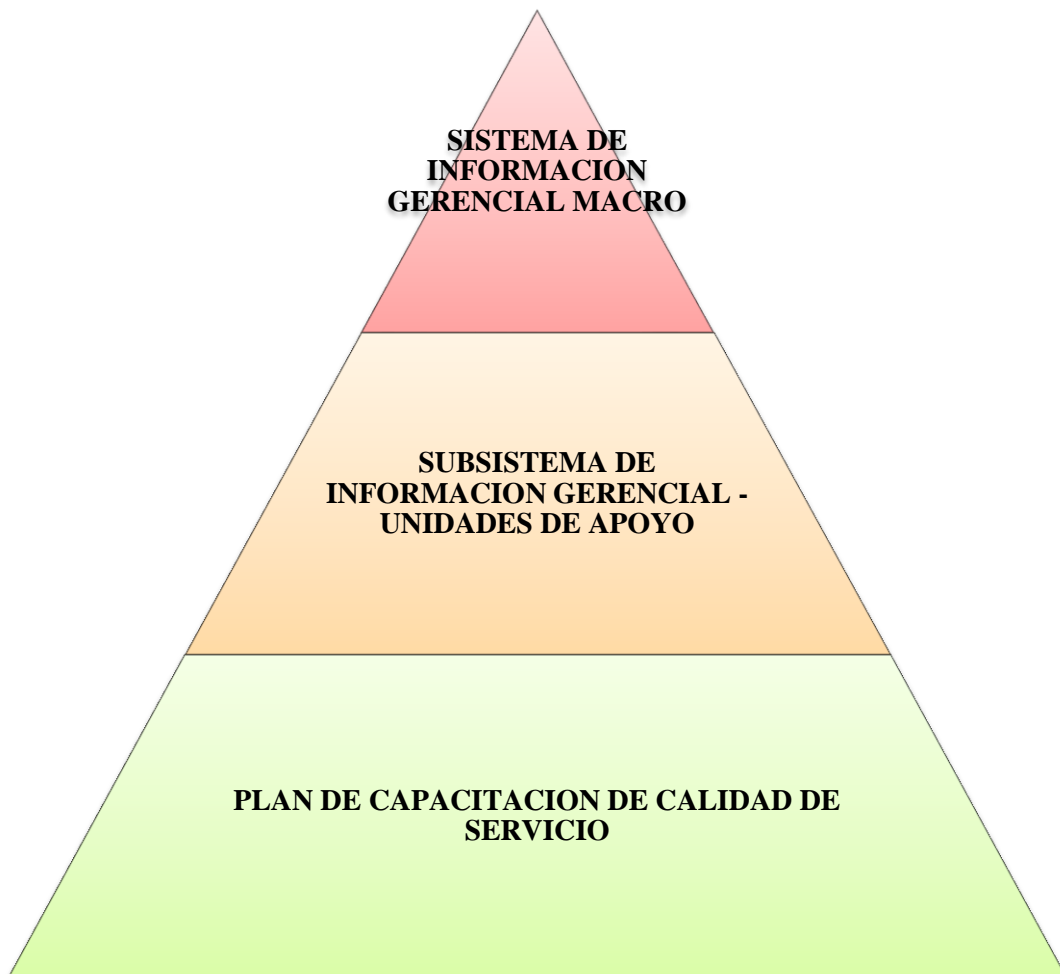 SISTEMA DE
INFORMACION
GERENCIAL MACRO
SUBSISTEMA DE
INFORMACION GERENCIAL -
UNIDADES DE APOYO
PLAN DE CAPACITACION DE CALIDAD DE
SERVICIO